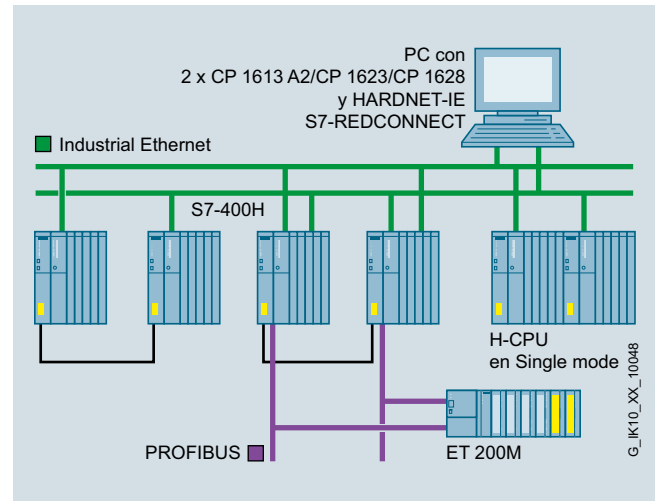 PC con
2 x CP 1613 A2/CP 1623/CP 1628
y HARDNET-IE
S7-REDCONNECT
Industrial Ethernet
S7-400H
H-CPU
en Single mode
PROFIBUS
ET 200M
G_IK10_XX_10048